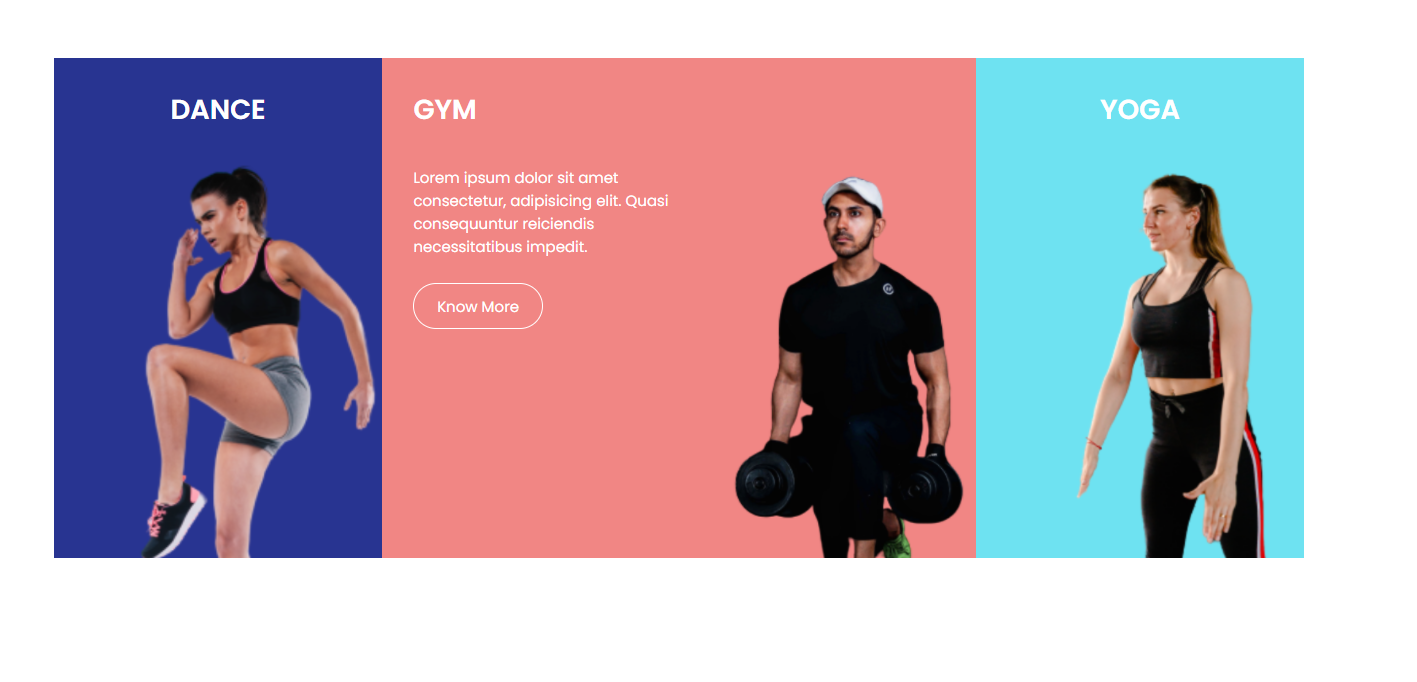 DANCE
GYM
Lorem ipsum dolor sit amet
consectetur, adipisicing elit. Quasi
consequuntur reiciendis
necessitatibus impedit.
Know More
YOGA